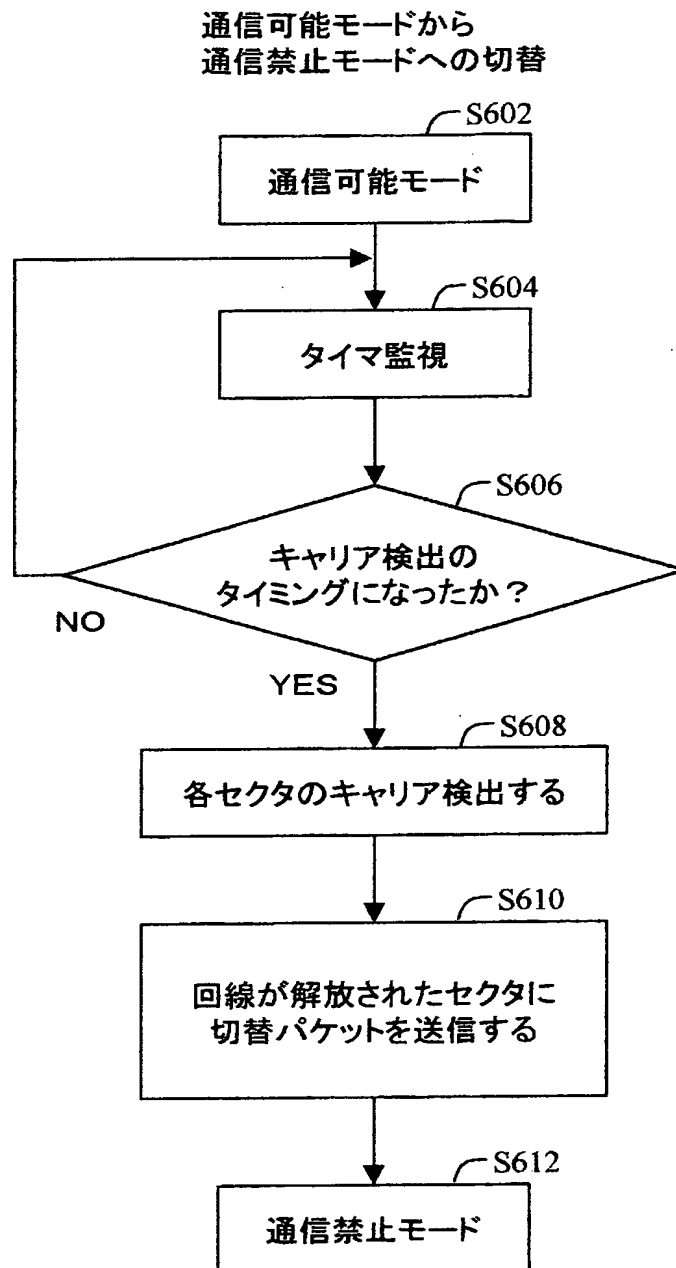 通信可能モードから
通信禁止モードへの切替
S602
通信可能モード
S604
タイマ監視
S606
キャリア検出の
タイミングになったか？
NO
YES
S608
各セクタのキャリア検出する
S610
回線が解放されたセクタに
切替パケットを送信する
S612
通信禁止モード